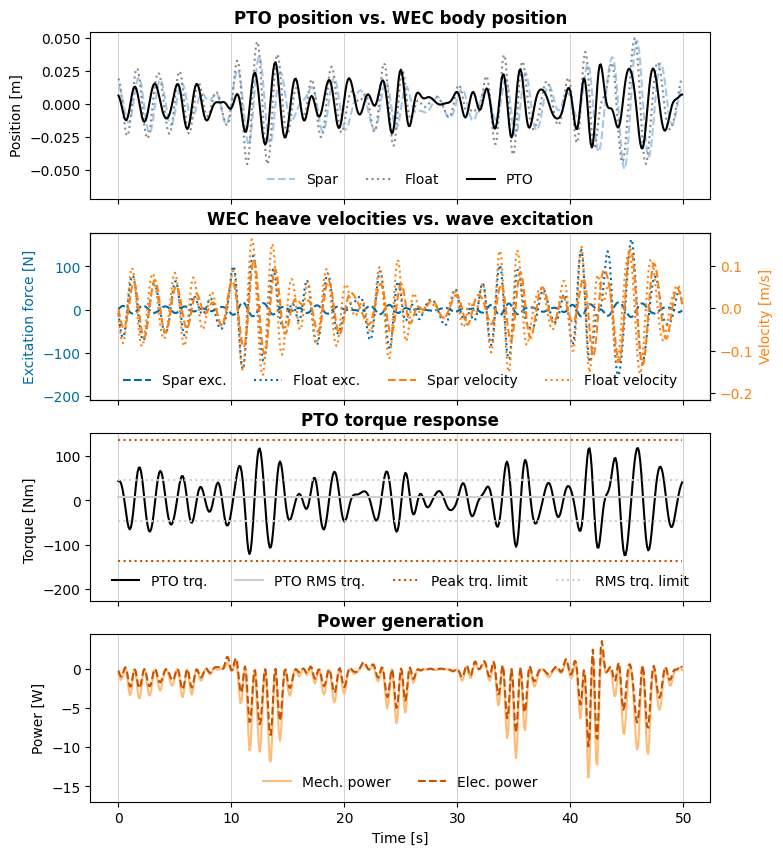 PTO position vs. WEC body position
0.050
0.025
0.000
−0.025
−0.050
Position [m]
Spar Float PTO
WEC heave velocities vs. wave excitation
100
0
−100
−200
Excitation force [N]
0.1
0.0
−0.1
−0.2
Velocity [m/s]
Spar exc. Float exc. Spar velocity Float velocity
PTO torque response
100
0
−100
−200
Torque [Nm]
PTO trq. PTO RMS trq. Peak trq. limit RMS trq. limit
Power generation
0
−5
−10
−15
Power [W]
Mech. power Elec. power
0 10 20 30 40 50
Time [s]